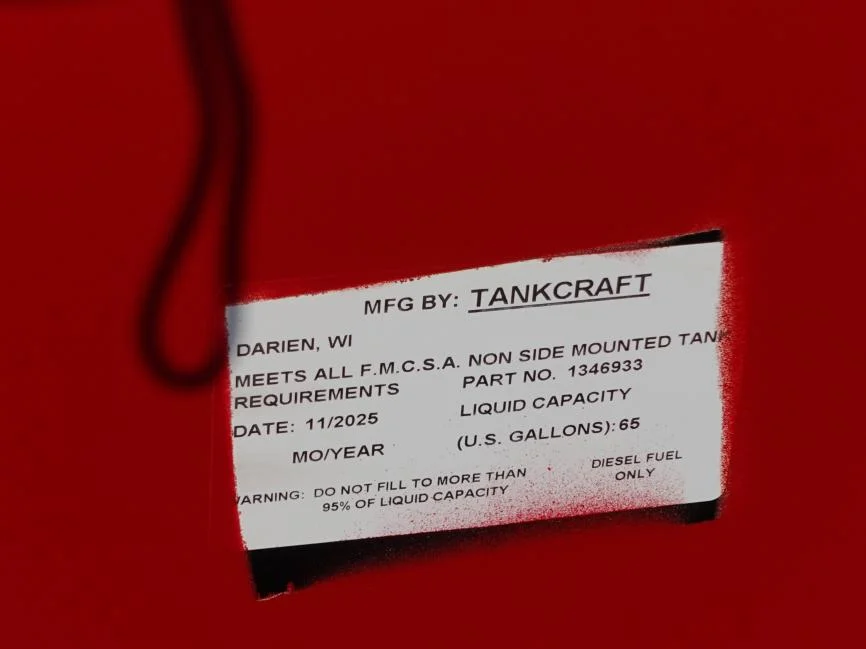 MFG BY: TANKCRAFT
DARIEN, WI
MEETS ALL F.M.C.S.A. NON SIDE MOUNTED TANK
REQUIREMENTS PART NO. 1346933
DATE: 11/2025 LIQUID CAPACITY
MO/YEAR (U.S. GALLONS): 65
WARNING: DO NOT FILL TO MORE THAN
95% OF LIQUID CAPACITY
DIESEL FUEL
ONLY